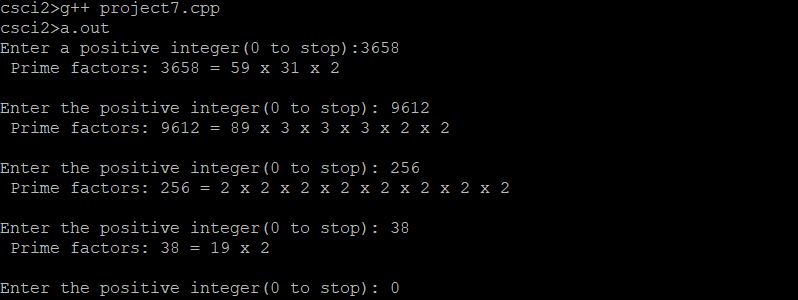 csci2>g++ project7.cpp
csci2>a.out
Enter a positive integer(0 to stop):3658
Prime factors: 3658 = 59 x 31 x 2
Enter the positive integer(0 to stop): 9612
Prime factors: 9612 = 89 x 3 x 3 x 3 x 2 x 2
Enter the positive integer(0 to stop): 256
Prime factors: 256 = 2 x 2 x 2 x 2 x 2 x 2 x 2 x 2
Enter the positive integer(0 to stop): 38
Prime factors: 38 = 19 x 2
Enter the positive integer(0 to stop): 0